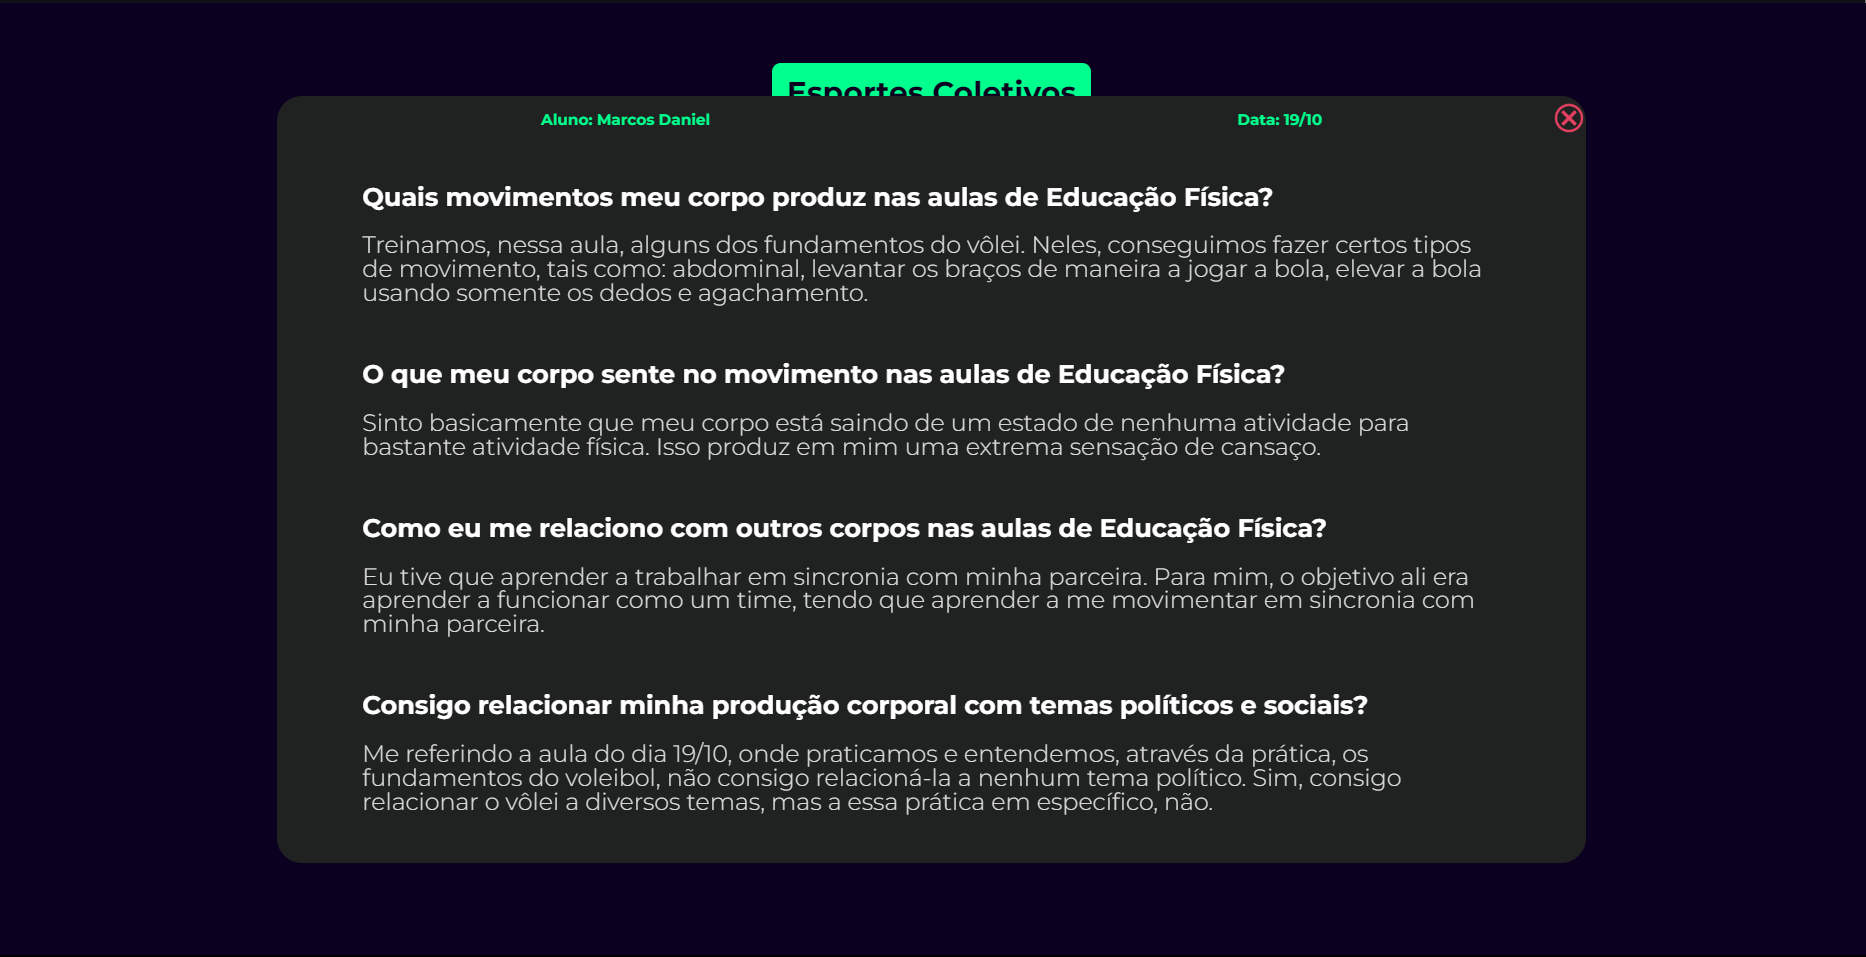 Esportes Coletivos
Aluno: Marcos Daniel
Data: 19/10
Quais movimentos meu corpo produz nas aulas de Educação Física?
Treinamos, nessa aula, alguns dos fundamentos do vôlei. Neles, conseguimos fazer certos tipos
de movimento, tais como: abdominal, levantar os braços de maneira a jogar a bola, elevar a bola
usando somente os dedos e agachamento.
O que meu corpo sente no movimento nas aulas de Educação Física?
Sinto basicamente que meu corpo está saindo de um estado de nenhuma atividade para
bastante atividade física. Isso produz em mim uma extrema sensação de cansaço.
Como eu me relaciono com outros corpos nas aulas de Educação Física?
Eu tive que aprender a trabalhar em sincronia com minha parceira. Para mim, o objetivo ali era
aprender a funcionar como um time, tendo que aprender a me movimentar em sincronia com
minha parceira.
Consigo relacionar minha produção corporal com temas políticos e sociais?
Me referindo a aula do dia 19/10, onde praticamos e entendemos, através da prática, os
fundamentos do voleibol, não consigo relacioná-la a nenhum tema político. Sim, consigo
relacionar o vôlei a diversos temas, mas a essa prática em específico, não.